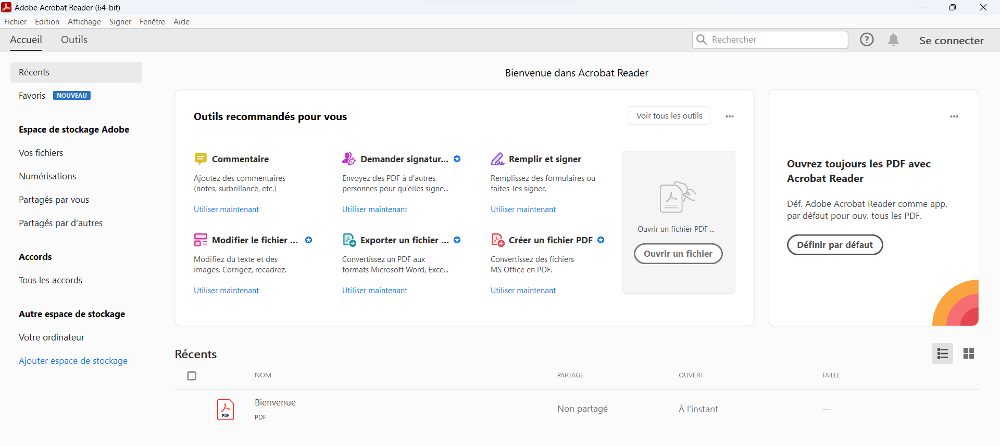 Adobe Acrobat Reader (64-bit)
Fichier Edition Affichage Signer Fenêtre Aide
Accueil Outils
Rechercher
Se connecter
Récents
Favoris NOUVEAU
Espace de stockage Adobe
Vos fichiers
Numérisations
Partagés par vous
Partagés par d'autres
Accords
Tous les accords
Autre espace de stockage
Votre ordinateur
Ajouter espace de stockage
Bienvenue dans Acrobat Reader
Outils recommandés pour vous
Voir tous les outils
Commentaire
Ajoutez des commentaires
(notes, surbrillance, etc.)
Utiliser maintenant
Demander signatur...
Envoyez des PDF à d'autres
personnes pour qu'elles signe...
Utiliser maintenant
Remplir et signer
Remplissez des formulaires ou
faites-les signer.
Utiliser maintenant
Modifier le fichier ...
Modifiez du texte et des
images. Corrigez, recadrez.
Utiliser maintenant
Exporter un fichier ...
Convertissez un PDF aux
formats Microsoft Word, Exce...
Utiliser maintenant
Créer un fichier PDF
Convertissez des fichiers
MS Office en PDF.
Utiliser maintenant
Ouvrir un fichier PDF ...
Ouvrir un fichier
Ouvrez toujours les PDF avec
Acrobat Reader
Déf. Adobe Acrobat Reader comme app.
par défaut pour ouv. tous les PDF.
Définir par défaut
Récents
NOM PARTAGE OUVERT TAILLE
PDF
Bienvenue
PDF
Non partagé
À l'instant
—